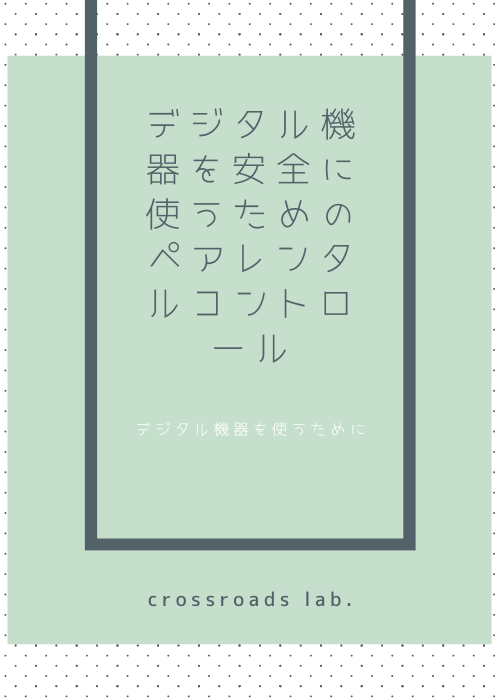 デジタル機
器を安全に
使うための
ペアレンタ
ルコントロ
ール
デジタル機器を使うために
crossroads lab.